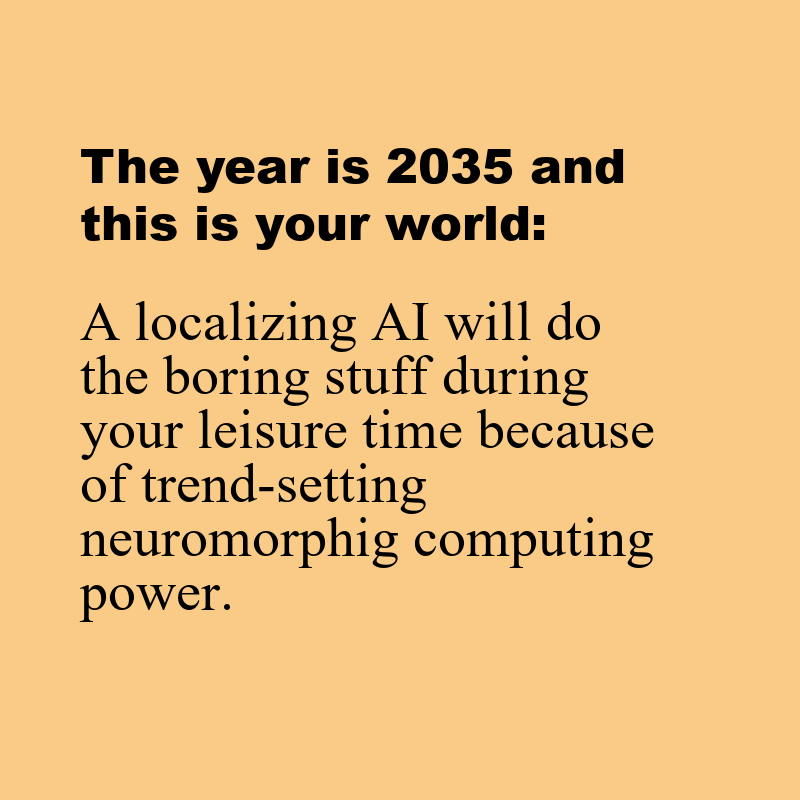 The year is 2035 and
this is your world:
A localizing AI will do
the boring stuff during
your leisure time because
of trend-setting
neuromorphig computing
power.